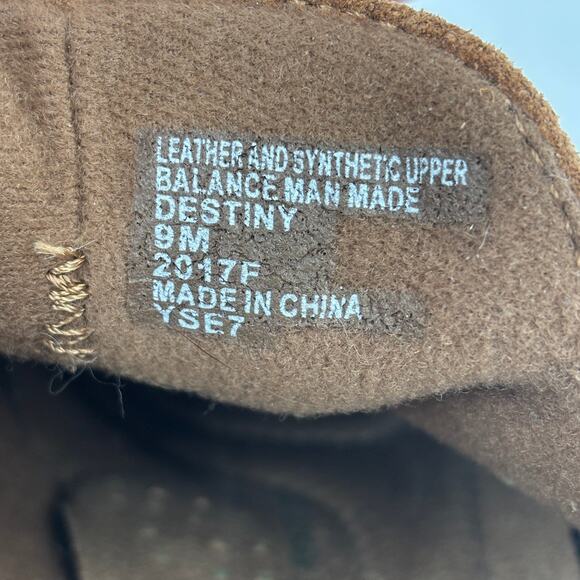 LEATHER AND SYNTHETIC UPPER
BALANCE MAN MADE
DESTINY
9M
2017F
MADE IN CHINA
YSE7